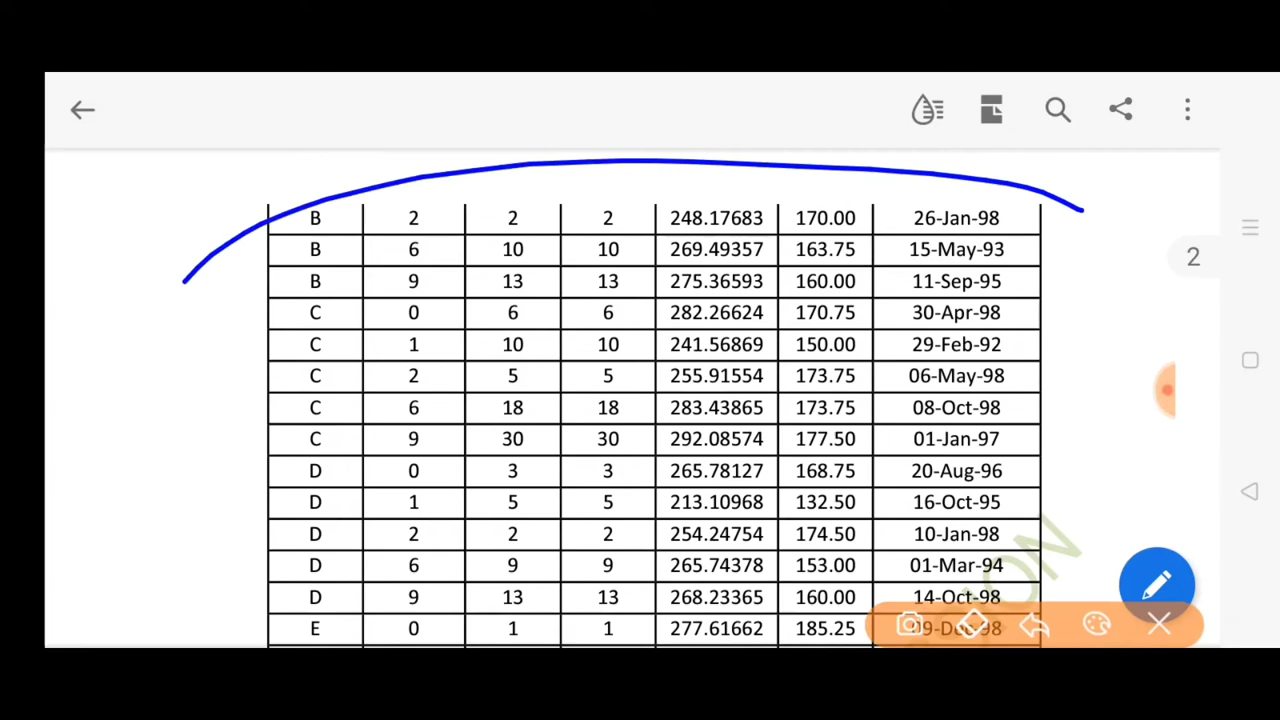 B 2 2 2 248.17683 170.00 26-Jan-98
B 6 10 10 269.49357 163.75 15-May-93
2
B 9 13 13 275.36593 160.00 11-Sep-95
C 0 6 6 282.26624 170.75 30-Apr-98
C 1 10 10 241.56869 150.00 29-Feb-92
C 2 5 5 255.91554 173.75 06-May-98
C 6 18 18 283.43865 173.75 08-Oct-98
C 9 30 30 292.08574 177.50 01-Jan-97
D 0 3 3 265.78127 168.75 20-Aug-96
D 1 5 5 213.10968 132.50 16-Oct-95
D 2 2 2 254.24754 174.50 10-Jan-98
D 6 9 9 265.74378 153.00 01-Mar-94
D 9 13 13 268.23365 160.00 14-Oct-98
E 0 1 1 277.61662 185.25 09-Dec-98